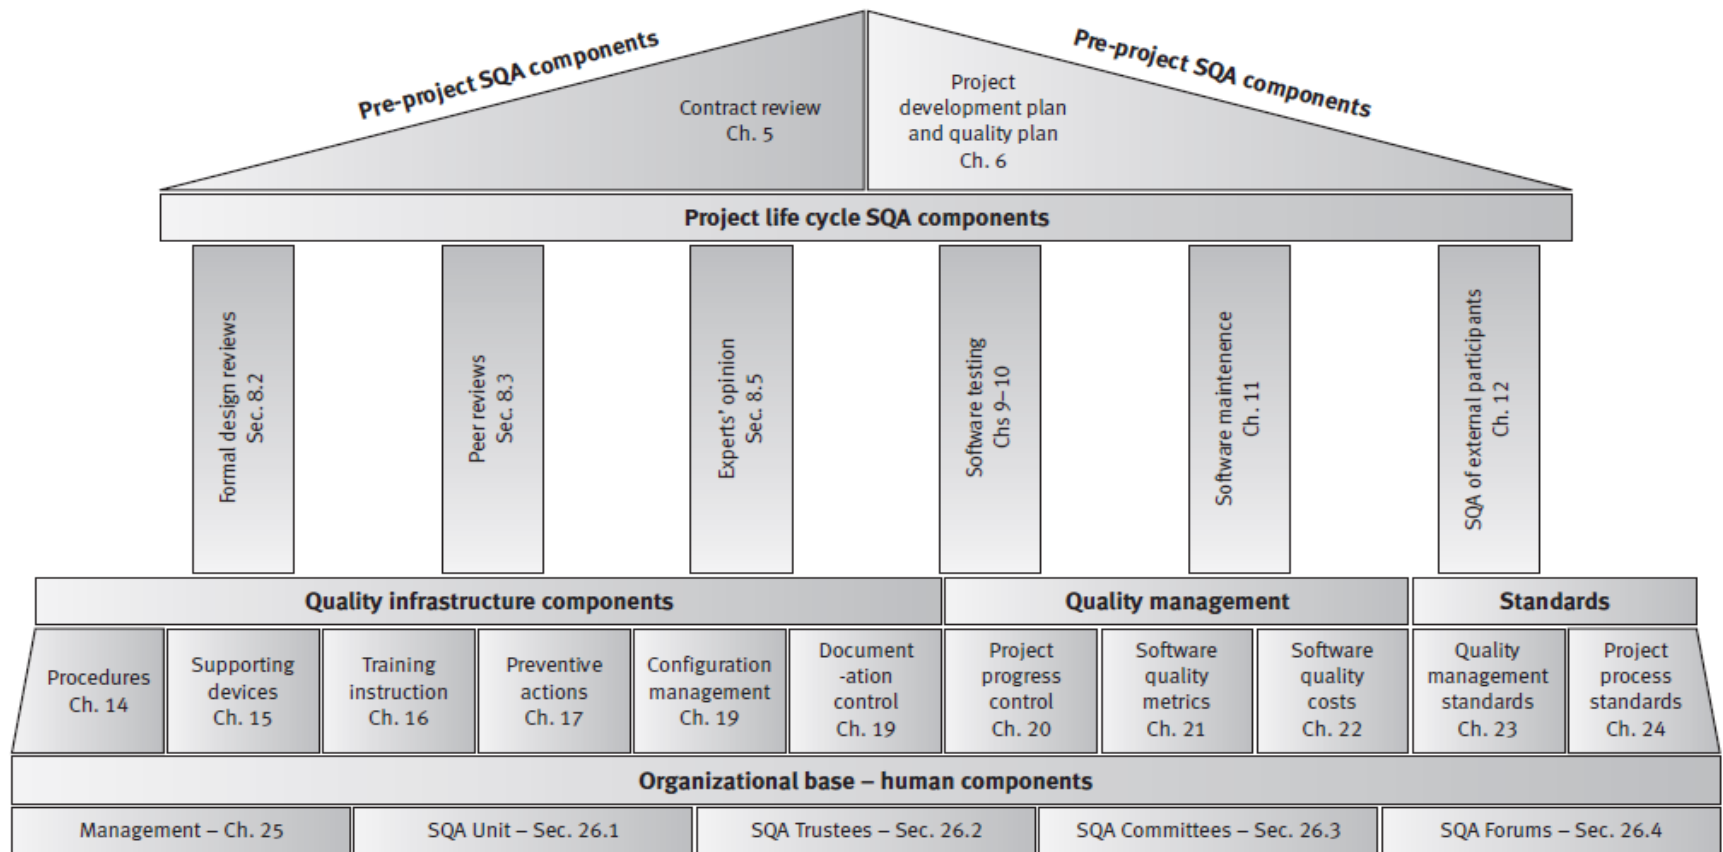 Pre-project SQA components
Pre-project SQA components
Contract review
Ch. 5
Project
development plan
and quality plan
Ch. 6
Project life cycle SQA components
Formal design reviews
Sec. 8.2
Peer reviews
Sec. 8.3
Experts' opinion
Sec. 8.5
Software testing
Chs 9–10
Software maintenence
Ch. 11
SQA of external participants
Ch. 12
Quality infrastructure components
Quality management
Standards
Procedures
Ch. 14
Supporting
devices
Ch. 15
Training
instruction
Ch. 16
Preventive
actions
Ch. 17
Configuration
management
Ch. 19
Document
-ation
control
Ch. 19
Project
progress
control
Ch. 20
Software
quality
metrics
Ch. 21
Software
quality
costs
Ch. 22
Quality
management
standards
Ch. 23
Project
process
standards
Ch. 24
Organizational base – human components
Management – Ch. 25
SQA Unit – Sec. 26.1
SQA Trustees – Sec. 26.2
SQA Committees – Sec. 26.3
SQA Forums – Sec. 26.4